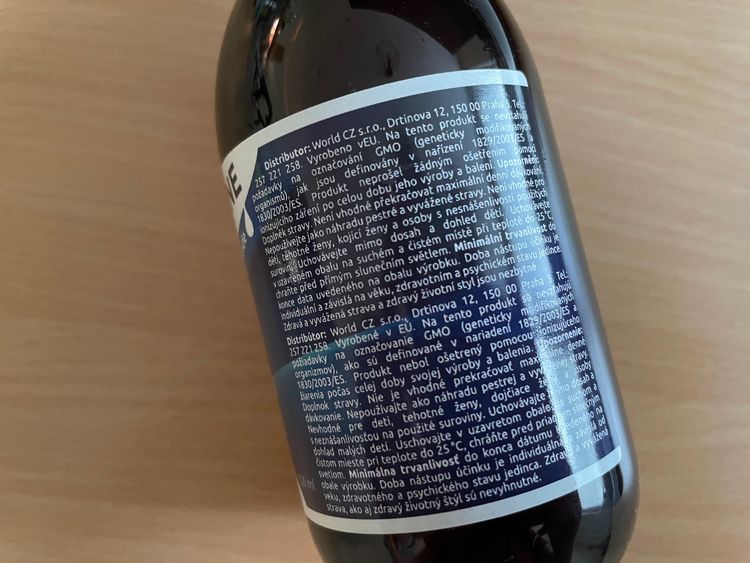 NE
Distributor: World CZ s.r.o., Drtinova 12, 150 00 Praha 5. Tel.:
257 221 258. Vyrobeno vEU. Na tento produkt se nevztahují
požadavky na označování GMO (geneticky modifikovaných
organismů) jak jsou definovány v nařízení 1829/2003/ES a
1830/2003/ES. Produkt neprošel žádným ošetřením pomocí
ionizujícího záření po celou dobu jeho výroby a balení. Upozornění:
Doplněk stravy. Není vhodné překračovat maximální denní dávkování.
Nepoužívejte jako náhradu pestré a vyvážené stravy. Není vhodné pro
děti, těhotné ženy, kojící ženy a osoby s nesnášenlivostí použitých
surovin. Uchovávejte mimo dosah a dohled dětí. Uchovávejte
v uzavřeném obalu na suchém a čistém místě při teplotě do 25°C,
chraňte před přímým slunečním světlem. Minimální trvanlivost do
konce data uvedeného na obalu výrobku. Doba nástupu účinku je
individuální a závislá na věku, zdravotním a psychickém stavu jedince.
Zdravá a vyvážená strava a zdravý životní styl jsou nezbytné.
Distribútor: World CZ s.r.o., Drtinova 12, 150 00 Praha 5. Tel.:
257 221 258. Vyrobené v EÚ. Na tento produkt sa nevzťahujú
požiadavky na označovanie GMO (geneticky modifikovaných
organizmov), ako sú definované v nariadení 1829/2003/ES a
1830/2003/ES. Produkt nebol ošetrený pomocou ionizujúceho
žiarenia počas celej doby svojej výroby a balenia. Upozornenie:
Doplnok stravy. Nie je vhodné prekračovať maximálne denné
dávkovanie. Nepoužívajte ako náhradu pestrej a vyváženej stravy.
Nevhodné pre deti, tehotné ženy, dojčiace ženy a osoby
s neznášanlivosťou na použité suroviny. Uchovávajte mimo dosah a
dohľad malých detí. Uschovajte v uzavretom obale na suchom a
čistom mieste pri teplote do 25°C, chráňte pred priamym slnečným
svetlom. Minimálna trvanlivosť do konca dátumu uvedeného na
obale výrobku. Doba nástupu účinku je individuálna a závislá od
veku, zdravotného a psychického stavu jedinca. Zdravá a vyvážená
strava, ako aj zdravý životný štýl sú nevyhnutné.
ml